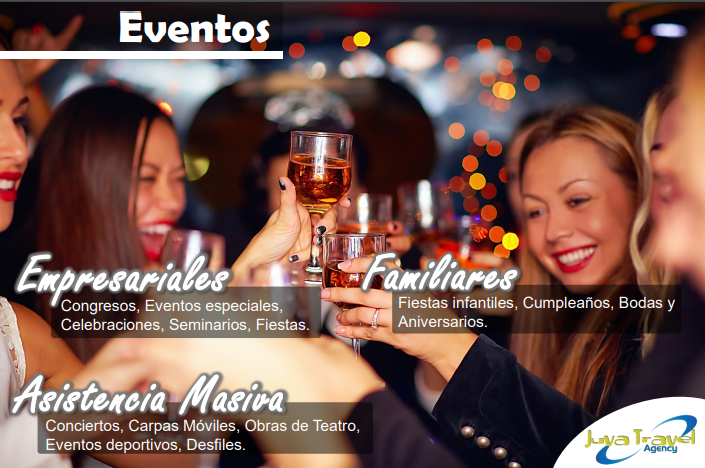 Eventos
Empresariales
Congresos, Eventos especiales,
Celebraciones, Seminarios, Fiestas.
Familiares
Fiestas infantiles, Cumpleaños, Bodas y
Aniversarios.
Asistencia Masiva
Conciertos, Carpas Móviles, Obras de Teatro,
Eventos deportivos, Desfiles.
Juva Travel
Agency